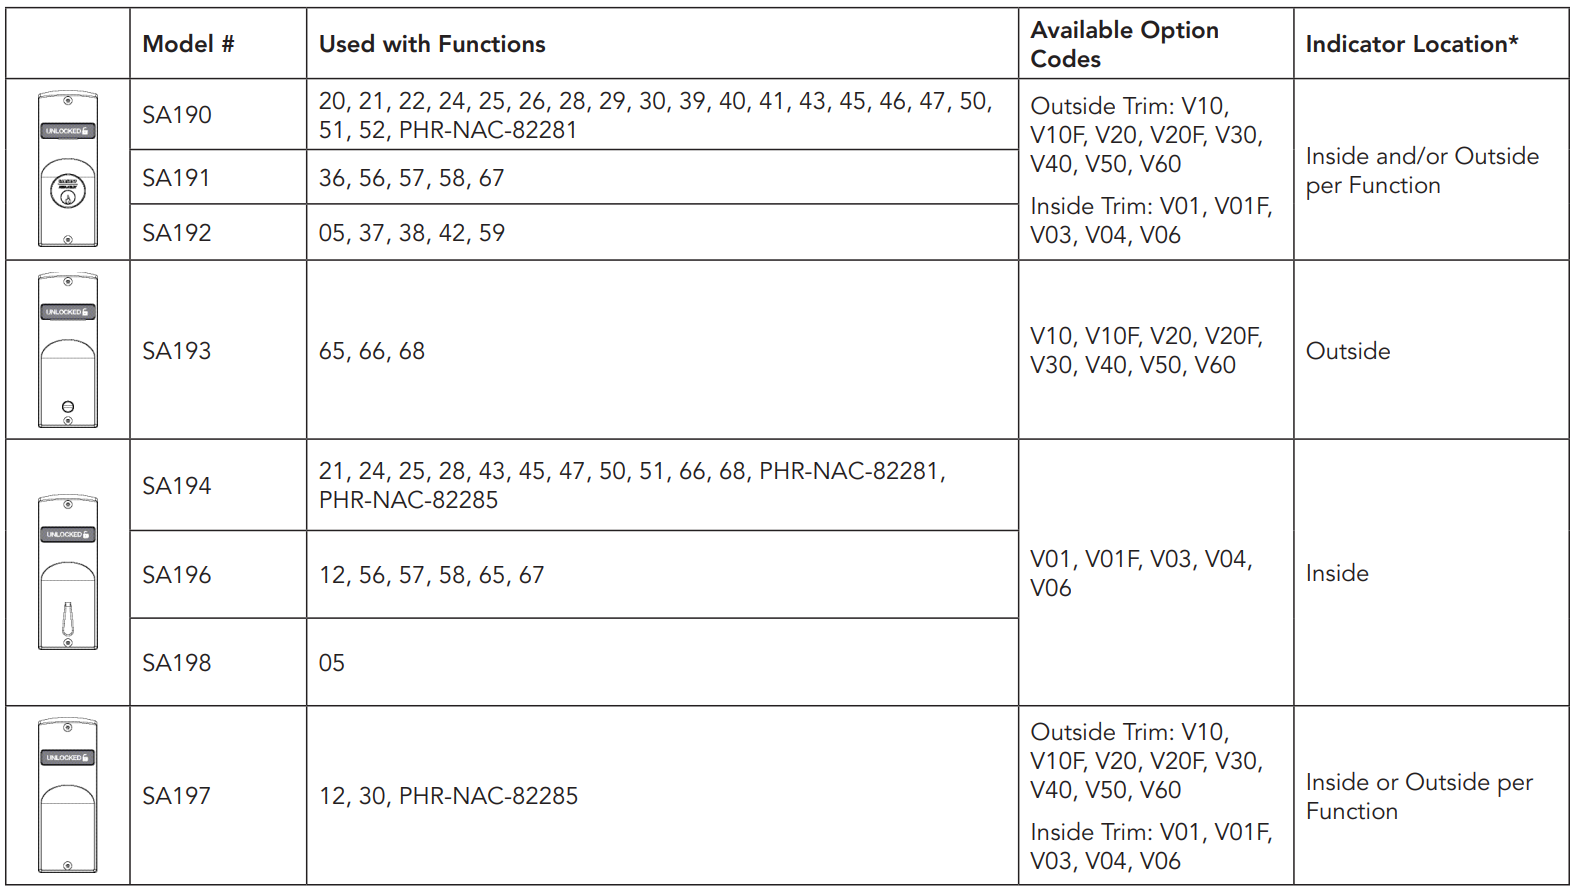 Model #
Used with Functions
Available Option
Codes
Indicator Location*
UNLOCKED
SA190
20, 21, 22, 24, 25, 26, 28, 29, 30, 39, 40, 41, 43, 45, 46, 47, 50,
51, 52, PHR-NAC-82281
SA191
36, 56, 57, 58, 67
SA192
05, 37, 38, 42, 59
Outside Trim: V10,
V10F, V20, V20F, V30,
V40, V50, V60
Inside Trim: V01, V01F,
V03, V04, V06
Inside and/or Outside
per Function
UNLOCKED
SA193
65, 66, 68
V10, V10F, V20, V20F,
V30, V40, V50, V60
Outside
UNLOCKED
SA194
21, 24, 25, 28, 43, 45, 47, 50, 51, 66, 68, PHR-NAC-82281,
PHR-NAC-82285
SA196
12, 56, 57, 58, 65, 67
SA198
05
V01, V01F, V03, V04,
V06
Inside
UNLOCKED
SA197
12, 30, PHR-NAC-82285
Outside Trim: V10,
V10F, V20, V20F, V30,
V40, V50, V60
Inside Trim: V01, V01F,
V03, V04, V06
Inside or Outside per
Function